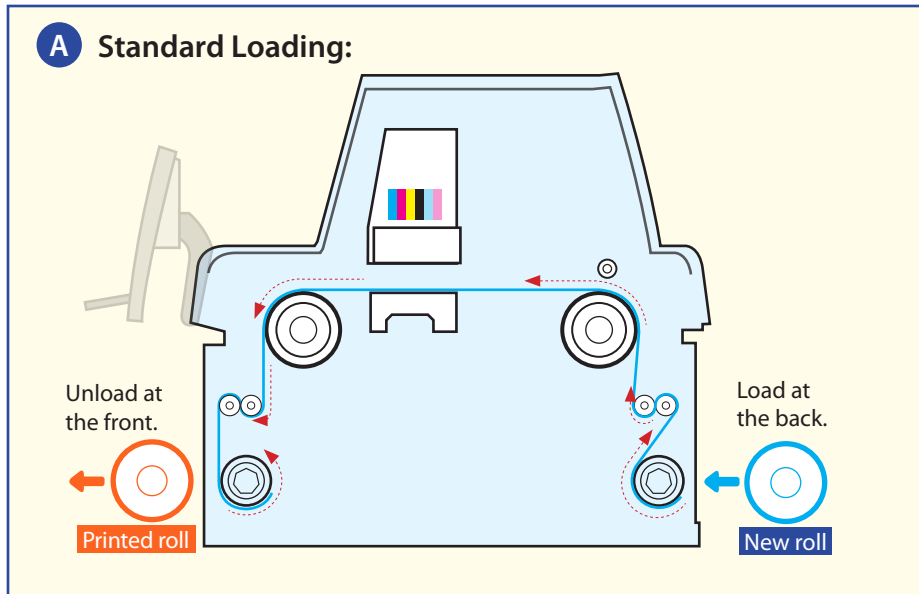 A Standard Loading:
Unload at
the front.
Load at
the back.
Printed roll
New roll